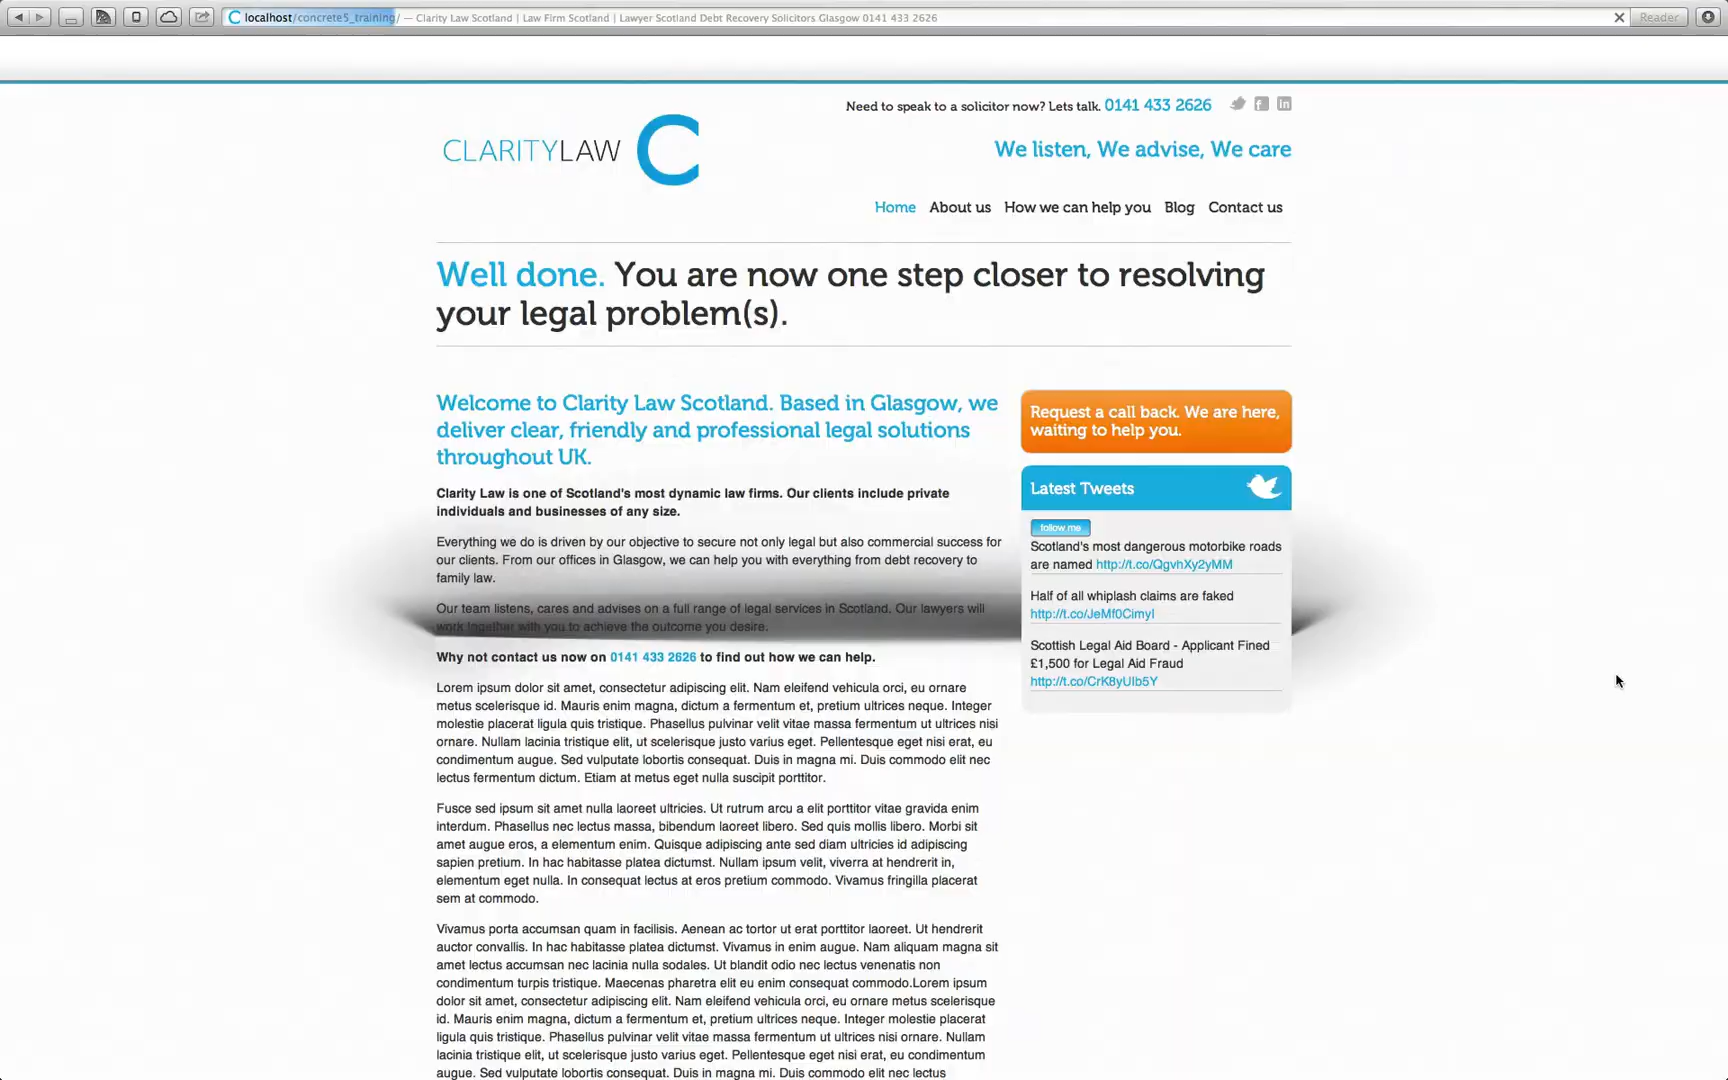 localhost/concrete5_training/ — Clarity Law Scotland | Law Firm Scotland | Lawyer Scotland Debt Recovery Solicitors Glasgow 0141 433 2626
Reader
Need to speak to a solicitor now? Lets talk. 0141 433 2626
CLARITYLAW C
We listen, We advise, We care
Home About us How we can help you Blog Contact us
Well done. You are now one step closer to resolving
your legal problem(s).
Welcome to Clarity Law Scotland. Based in Glasgow, we
deliver clear, friendly and professional legal solutions
throughout UK.
Clarity Law is one of Scotland's most dynamic law firms. Our clients include private
individuals and businesses of any size.
Everything we do is driven by our objective to secure not only legal but also commercial success for
our clients. From our offices in Glasgow, we can help you with everything from debt recovery to
family law.
Our team listens, cares and advises on a full range of legal services in Scotland. Our lawyers will
work together with you to achieve the outcome you desire.
Why not contact us now on 0141 433 2626 to find out how we can help.
Lorem ipsum dolor sit amet, consectetur adipiscing elit. Nam eleifend vehicula orci, eu ornare
metus scelerisque id. Mauris enim magna, dictum a fermentum et, pretium ultrices neque. Integer
molestie placerat ligula quis tristique. Phasellus pulvinar velit vitae massa fermentum ut ultrices nisi
ornare. Nullam lacinia tristique elit, ut scelerisque justo varius eget. Pellentesque eget nisi erat, eu
condimentum augue. Sed vulputate lobortis consequat. Duis in magna mi. Duis commodo elit nec
lectus fermentum dictum. Etiam at metus eget nulla suscipit porttitor.
Fusce sed ipsum sit amet nulla laoreet ultricies. Ut rutrum arcu a elit porttitor vitae gravida enim
interdum. Phasellus nec lectus massa, bibendum laoreet libero. Sed quis mollis libero. Morbi sit
amet augue eros, a elementum enim. Quisque adipiscing ante sed diam ultricies id adipiscing
sapien pretium. In hac habitasse platea dictumst. Nullam ipsum velit, viverra at hendrerit in,
elementum eget nulla. In consequat lectus at eros pretium commodo. Vivamus fringilla placerat
sem at commodo.
Vivamus porta accumsan quam in facilisis. Aenean ac tortor ut erat porttitor laoreet. Ut hendrerit
auctor convallis. In hac habitasse platea dictumst. Vivamus in enim augue. Nam aliquam magna sit
amet lectus accumsan nec lacinia nulla sodales. Ut blandit odio nec lectus venenatis non
condimentum turpis tristique. Maecenas pharetra elit eu enim consequat commodo.Lorem ipsum
dolor sit amet, consectetur adipiscing elit. Nam eleifend vehicula orci, eu ornare metus scelerisque
id. Mauris enim magna, dictum a fermentum et, pretium ultrices neque. Integer molestie placerat
ligula quis tristique. Phasellus pulvinar velit vitae massa fermentum ut ultrices nisi ornare. Nullam
lacinia tristique elit, ut scelerisque justo varius eget. Pellentesque eget nisi erat, eu condimentum
augue. Sed vulputate lobortis consequat. Duis in magna mi. Duis commodo elit nec lectus
Request a call back. We are here,
waiting to help you.
Latest Tweets
follow me
Scotland's most dangerous motorbike roads
are named http://t.co/QgvhXy2yMM
Half of all whiplash claims are faked
http://t.co/JeMf0CimyI
Scottish Legal Aid Board - Applicant Fined
£1,500 for Legal Aid Fraud
http://t.co/CrK8yUIb5Y